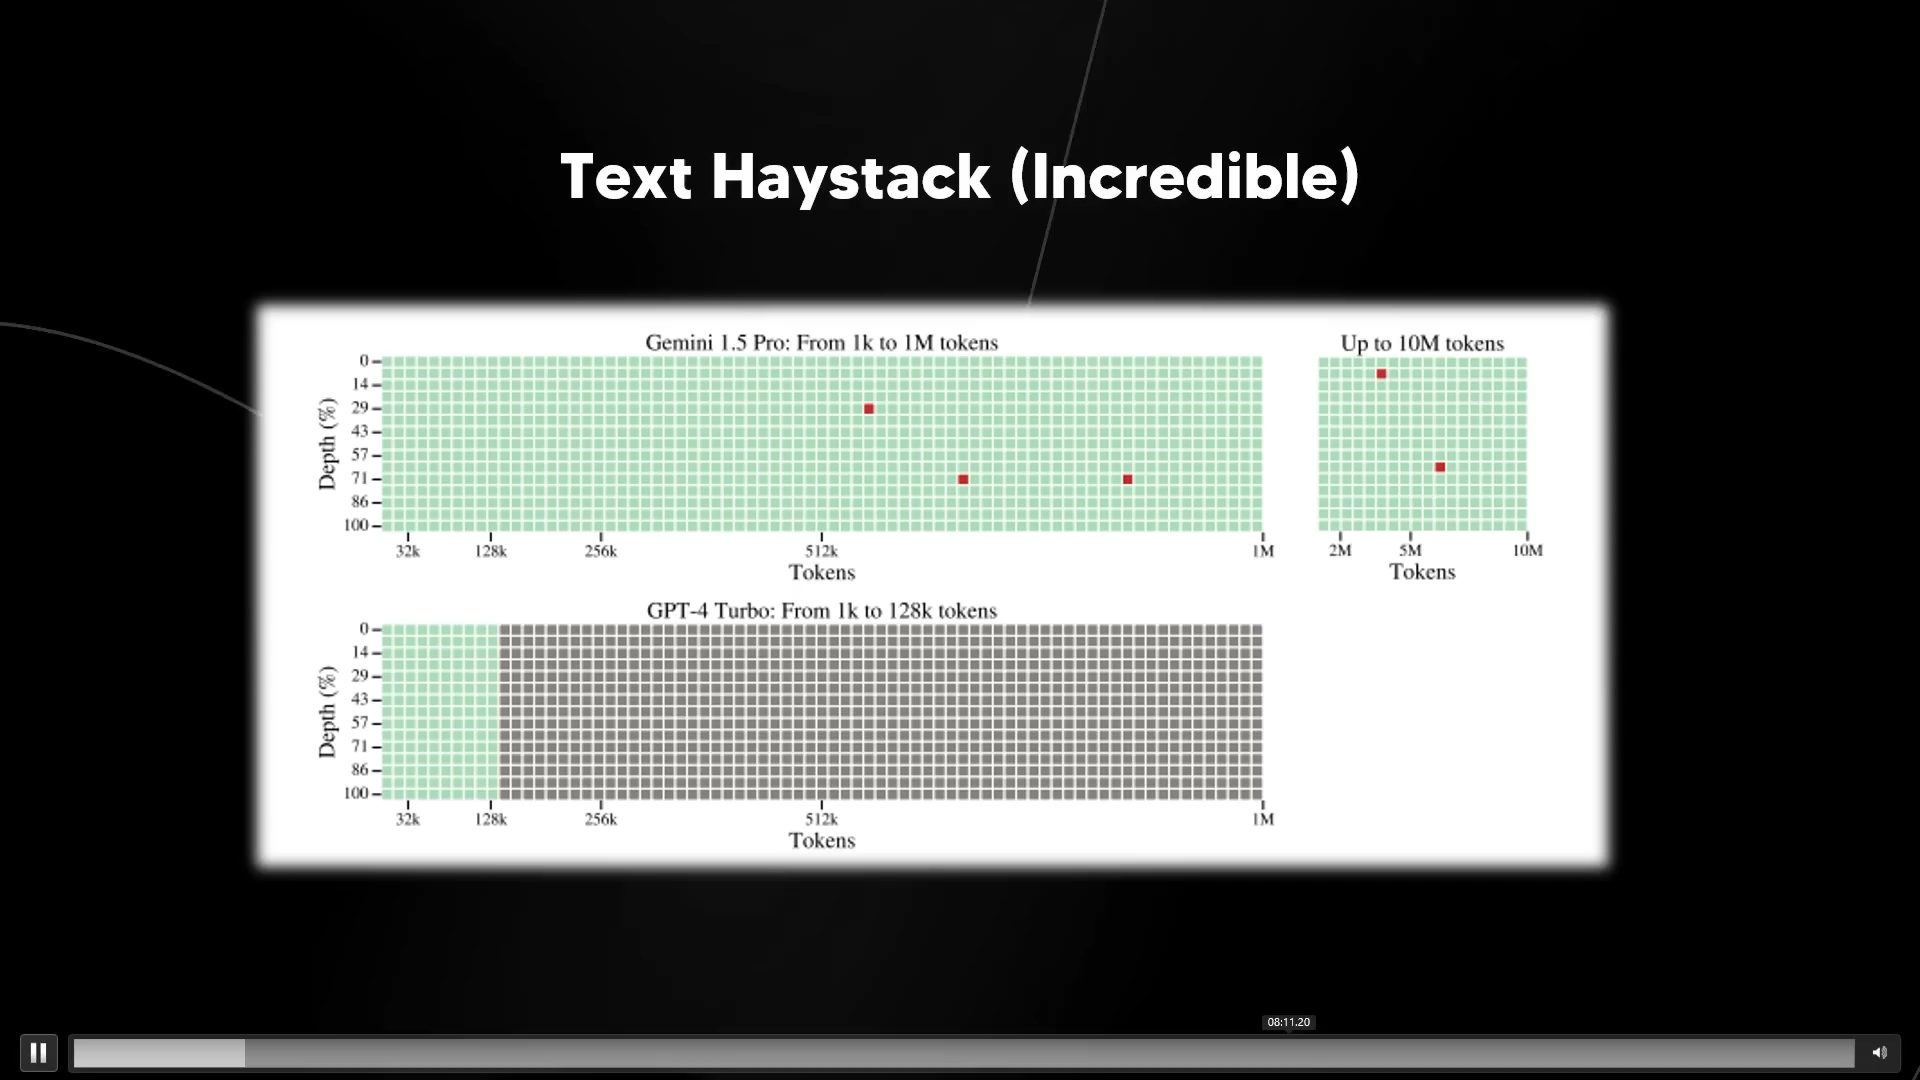 Text Haystack (Incredible)
Gemini 1.5 Pro: From 1k to 1M tokens
Depth (%)
0
14
29
43
57
71
86
100
32k 128k 256k 512k 1M
Tokens
Up to 10M tokens
2M 5M 10M
Tokens
GPT-4 Turbo: From 1k to 128k tokens
Depth (%)
0
14
29
43
57
71
86
100
32k 128k 256k 512k 1M
Tokens
08:11.20